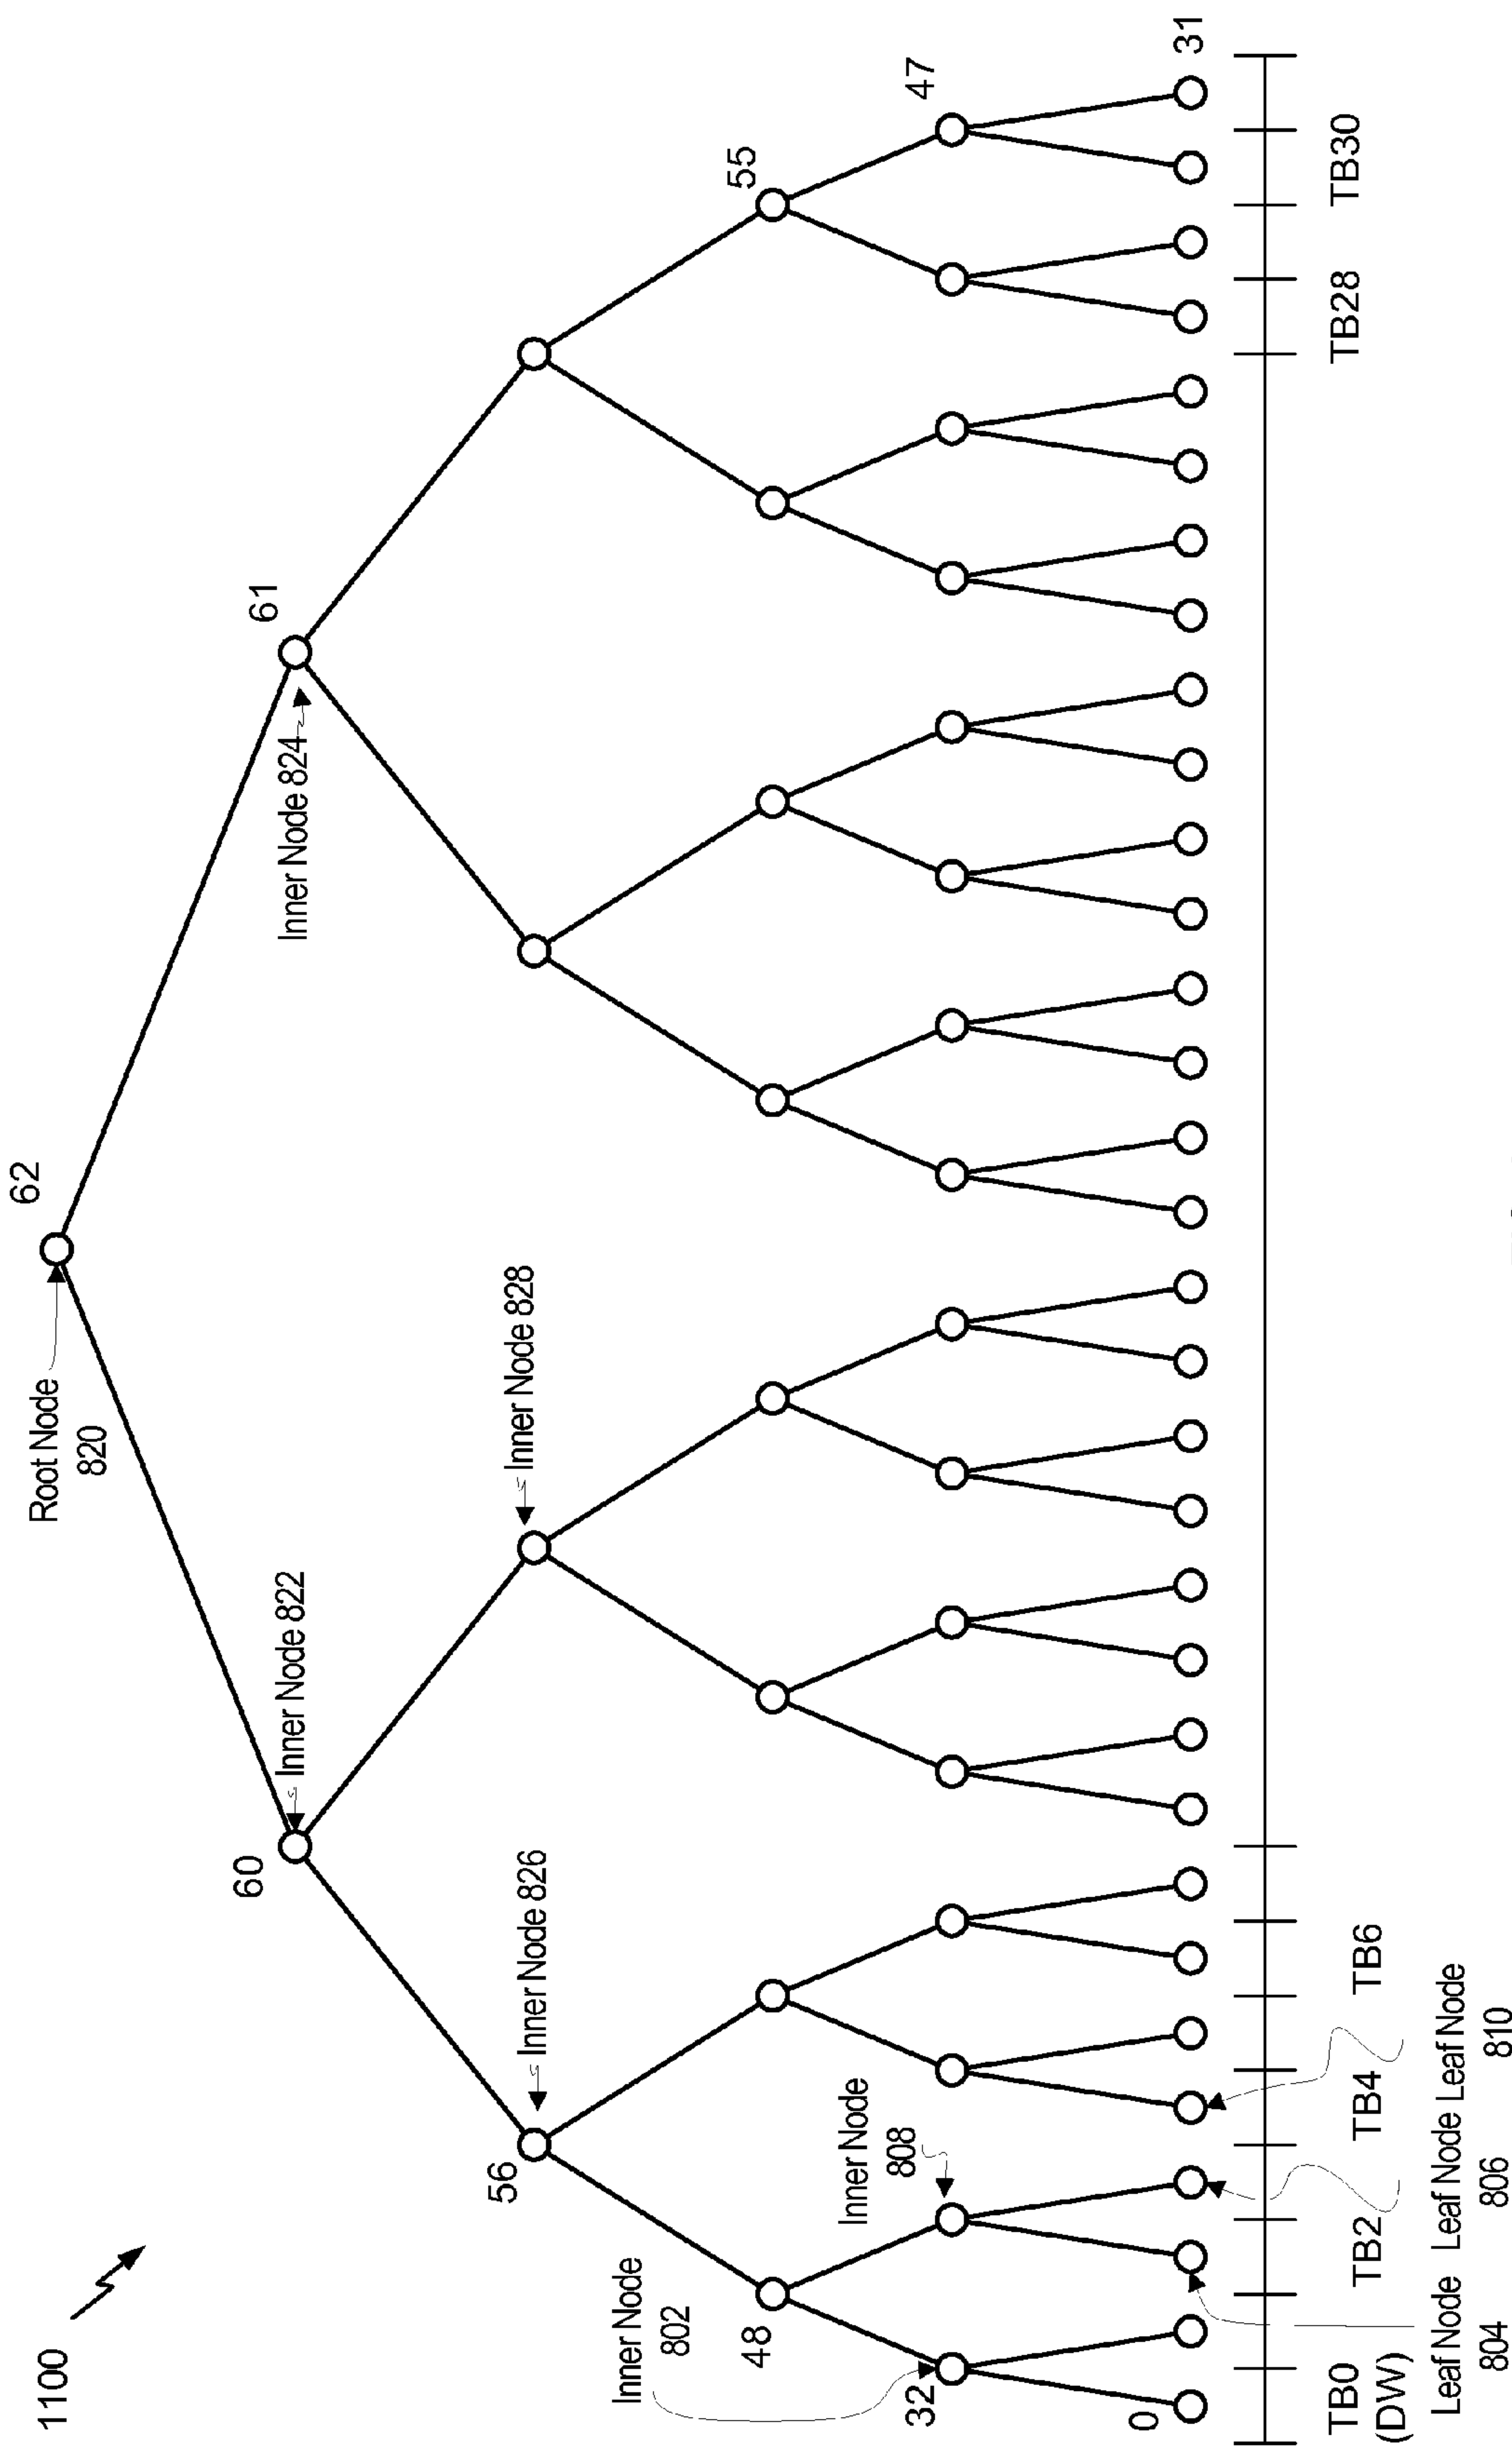 1100
62
Root Node
820
60
Inner Node 822
61
Inner Node 824
56
Inner Node 826
Inner Node 828
Inner Node
802
48
55
Inner Node
808
32
47
0
31
TB0
(DW)
TB2
TB4
TB6
TB28
TB30
Leaf Node
804
Leaf Node
806
Leaf Node
810